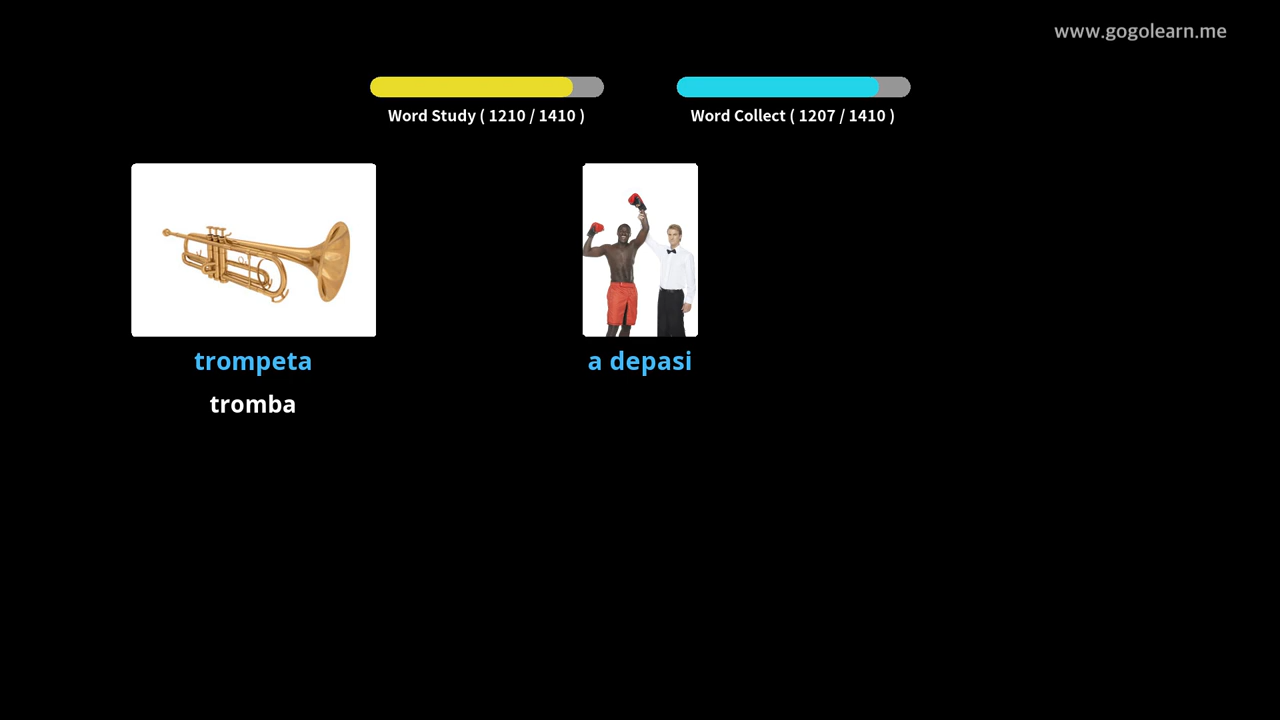 www.gogolearn.me
Word Study ( 1210 / 1410 )
Word Collect ( 1207 / 1410 )
trompeta
a depasi
tromba